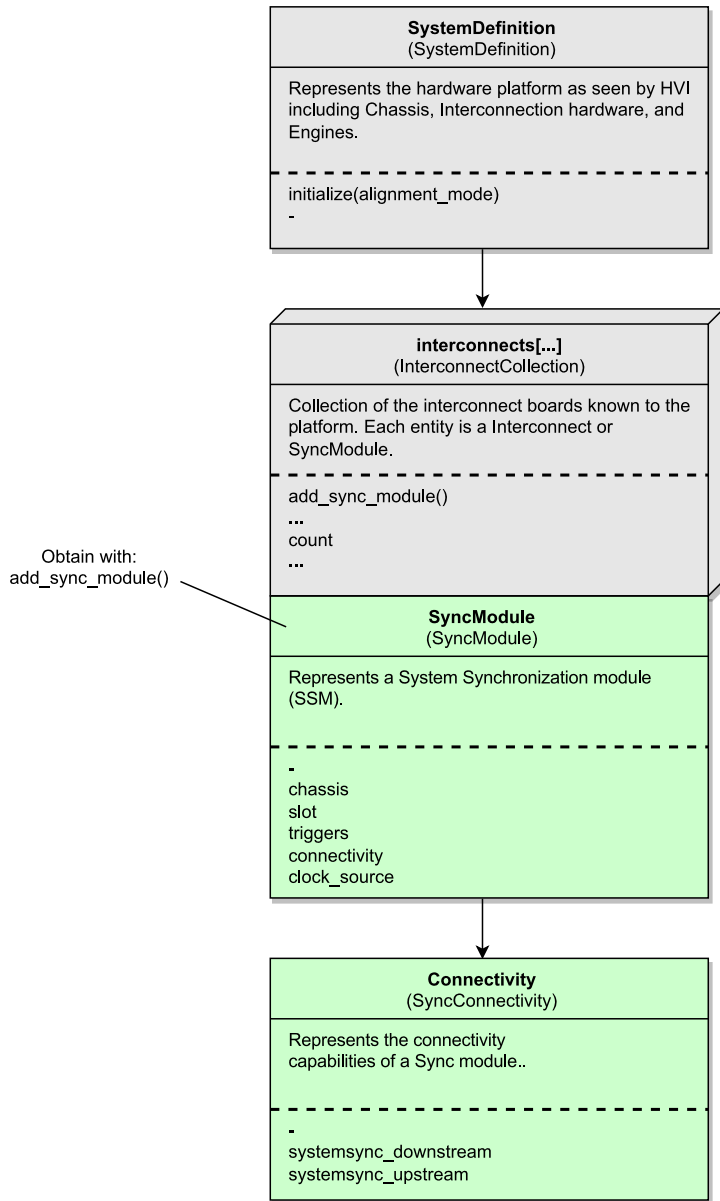 SystemDefinition
(SystemDefinition)
Represents the hardware platform as seen by HVI
including Chassis, Interconnection hardware, and
Engines.
initialize(alignment_mode)
-
interconnects[...]
(InterconnectCollection)
Collection of the interconnect boards known to the
platform. Each entity is a Interconnect or
SyncModule.
add_sync_module()
...
count
...
Obtain with:
add_sync_module()
SyncModule
(SyncModule)
Represents a System Synchronization module
(SSM).
-
chassis
slot
triggers
connectivity
clock_source
Connectivity
(SyncConnectivity)
Represents the connectivity
capabilities of a Sync module..
-
systemsync_downstream
systemsync_upstream